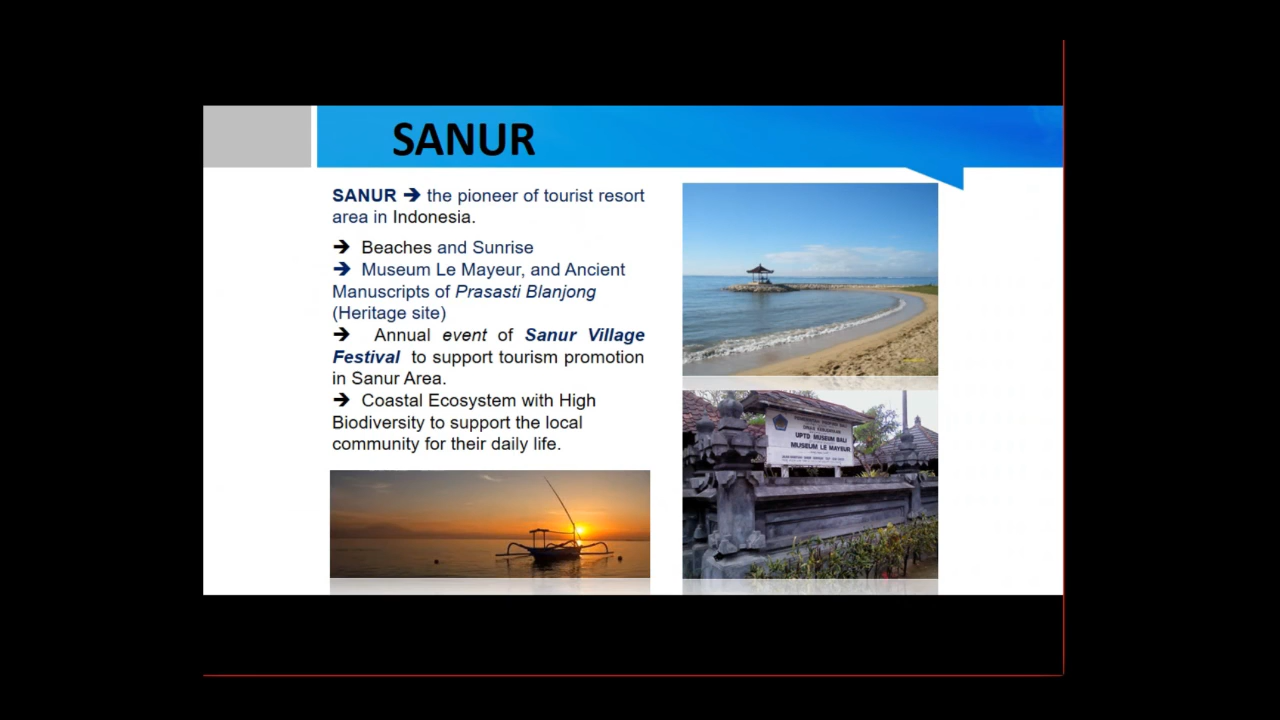 SANUR
SANUR ➔ the pioneer of tourist resort
area in Indonesia.
➔ Beaches and Sunrise
➔ Museum Le Mayeur, and Ancient
Manuscripts of Prasasti Blanjong
(Heritage site)
➔ Annual event of Sanur Village
Festival to support tourism promotion
in Sanur Area.
➔ Coastal Ecosystem with High
Biodiversity to support the local
community for their daily life.
UPTD MUSEUM BALI
MUSEUM LE MAYEUR